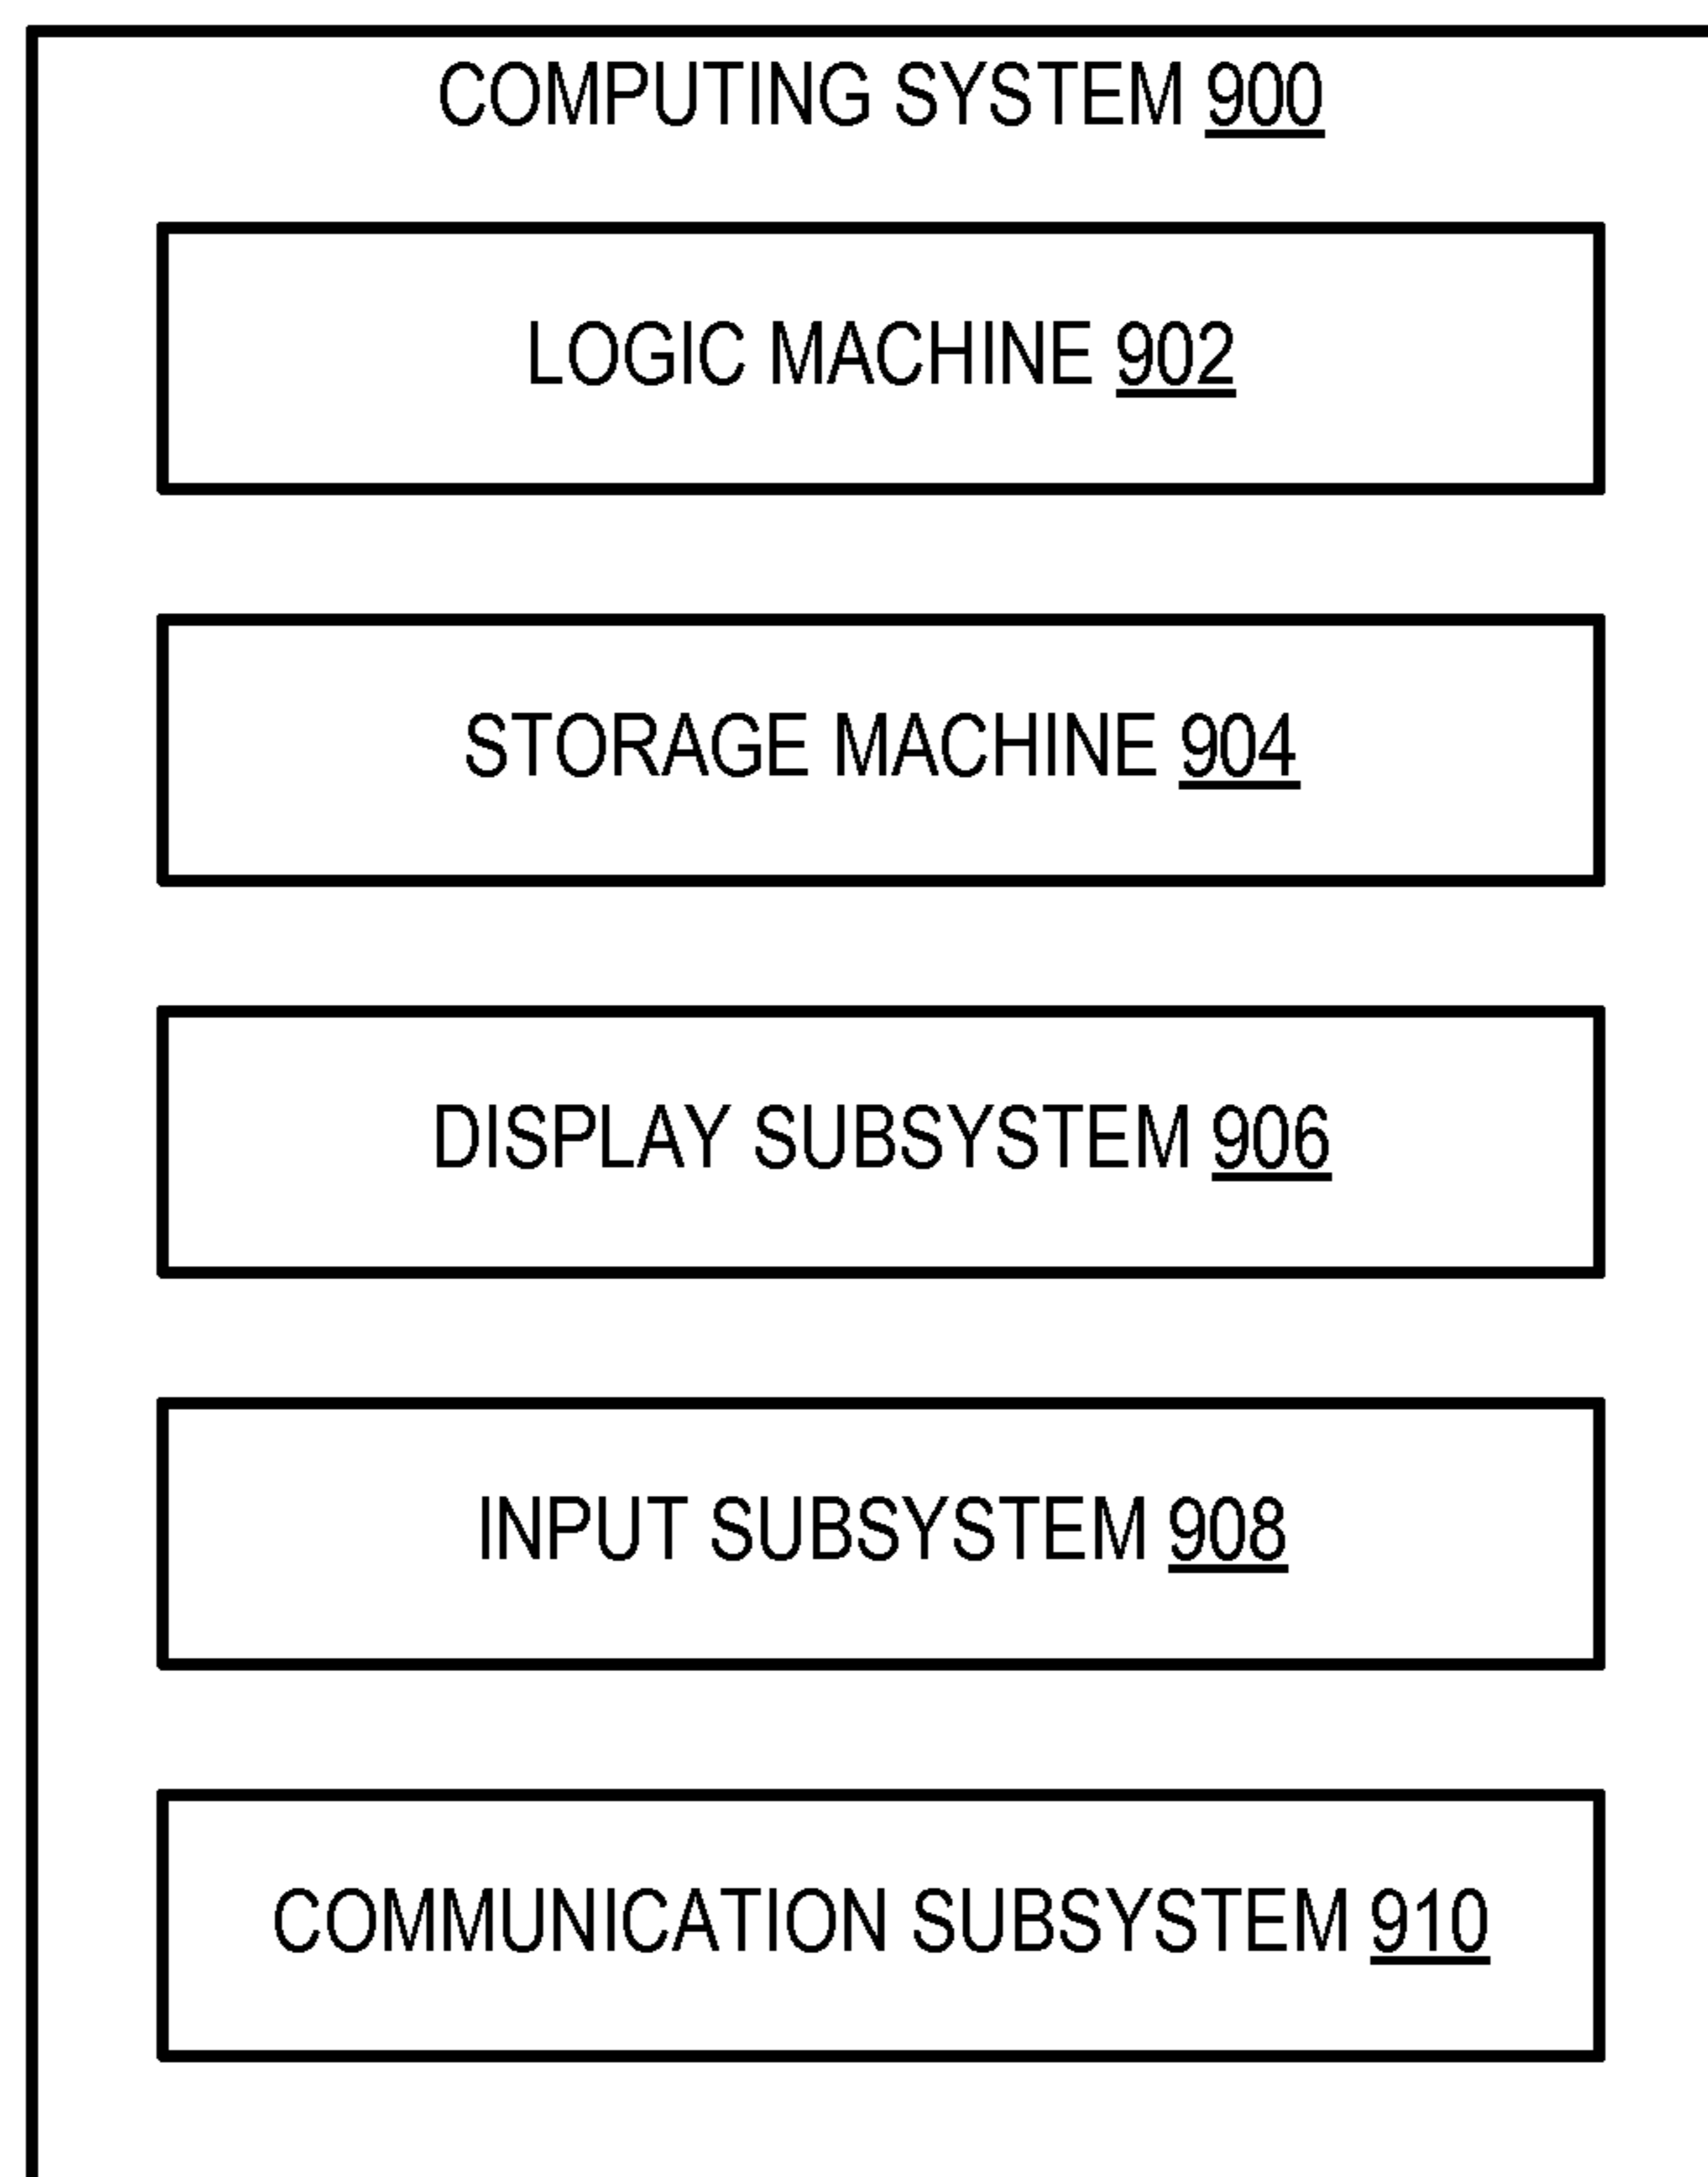 COMPUTING SYSTEM 900
LOGIC MACHINE 902
STORAGE MACHINE 904
DISPLAY SUBSYSTEM 906
INPUT SUBSYSTEM 908
COMMUNICATION SUBSYSTEM 910